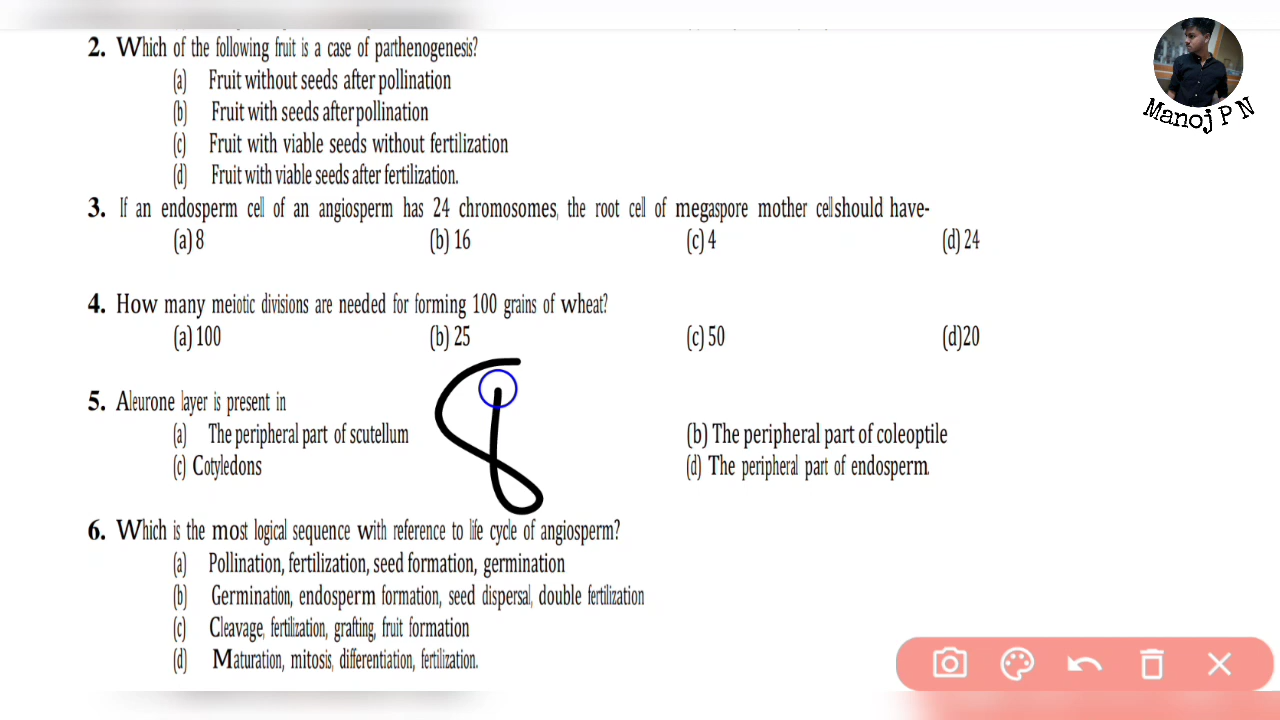 2. Which of the following fruit is a case of parthenogenesis?
(a) Fruit without seeds after pollination
(b) Fruit with seeds after pollination
(c) Fruit with viable seeds without fertilization
(d) Fruit with viable seeds after fertilization.
3. If an endosperm cell of an angiosperm has 24 chromosomes, the root cell of megaspore mother cell should have-
(a) 8 (b) 16 (c) 4 (d) 24
4. How many meiotic divisions are needed for forming 100 grains of wheat?
(a) 100 (b) 25 (c) 50 (d)20
5. Aleurone layer is present in
(a) The peripheral part of scutellum (b) The peripheral part of coleoptile
(c) Cotyledons (d) The peripheral part of endosperm.
8
6. Which is the most logical sequence with reference to life cycle of angiosperm?
(a) Pollination, fertilization, seed formation, germination
(b) Germination, endosperm formation, seed dispersal, double fertilization
(c) Cleavage, fertilization, grafting, fruit formation
(d) Maturation, mitosis, differentiation, fertilization.
Manoj P N